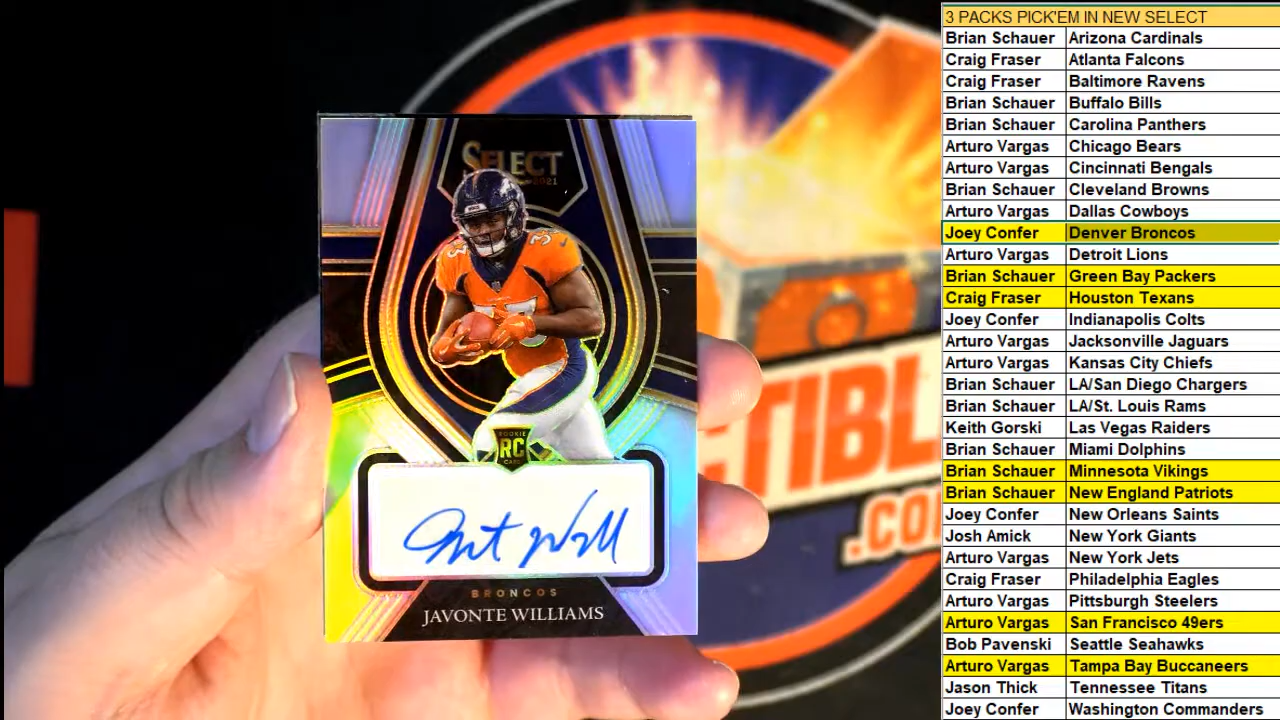 SELECT
2021
33
33
ROOKIE
RC
CARD
BRONCOS
JAVONTE WILLIAMS
TIBL
.CO
3 PACKS PICK'EM IN NEW SELECT
Brian Schauer Arizona Cardinals
Craig Fraser Atlanta Falcons
Craig Fraser Baltimore Ravens
Brian Schauer Buffalo Bills
Brian Schauer Carolina Panthers
Arturo Vargas Chicago Bears
Arturo Vargas Cincinnati Bengals
Brian Schauer Cleveland Browns
Arturo Vargas Dallas Cowboys
Joey Confer Denver Broncos
Arturo Vargas Detroit Lions
Brian Schauer Green Bay Packers
Craig Fraser Houston Texans
Joey Confer Indianapolis Colts
Arturo Vargas Jacksonville Jaguars
Arturo Vargas Kansas City Chiefs
Brian Schauer LA/San Diego Chargers
Brian Schauer LA/St. Louis Rams
Keith Gorski Las Vegas Raiders
Brian Schauer Miami Dolphins
Brian Schauer Minnesota Vikings
Brian Schauer New England Patriots
Joey Confer New Orleans Saints
Josh Amick New York Giants
Arturo Vargas New York Jets
Craig Fraser Philadelphia Eagles
Arturo Vargas Pittsburgh Steelers
Arturo Vargas San Francisco 49ers
Bob Pavenski Seattle Seahawks
Arturo Vargas Tampa Bay Buccaneers
Jason Thick Tennessee Titans
Joey Confer Washington Commanders